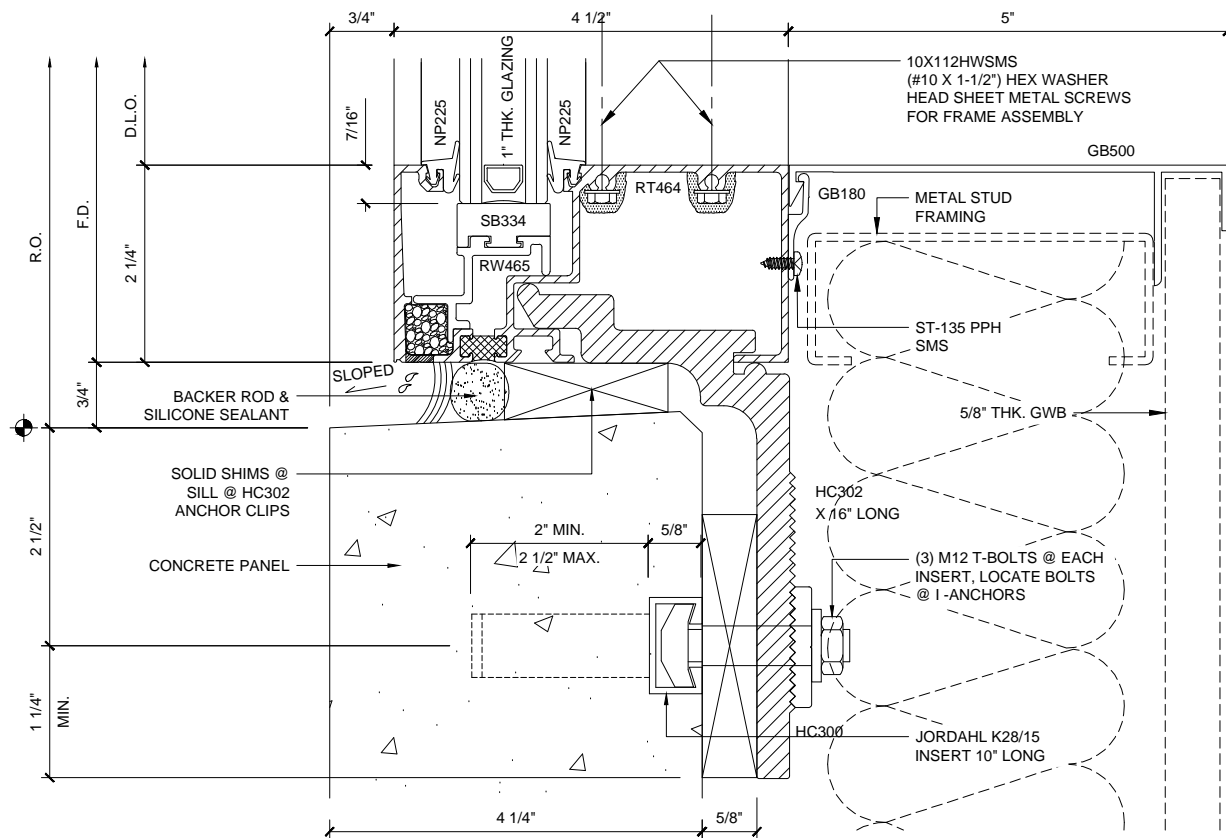 3/4"
4 1/2"
5"
10X112HWSMS
(#10 X 1-1/2") HEX WASHER
HEAD SHEET METAL SCREWS
FOR FRAME ASSEMBLY
D.L.O.
7/16"
NP225
1" THK. GLAZING
NP225
GB500
RT464
GB180
METAL STUD
FRAMING
R.O.
F.D.
2 1/4"
SB334
RW465
ST-135 PPH
SMS
SLOPED
3/4"
BACKER ROD &
SILICONE SEALANT
5/8" THK. GWB
SOLID SHIMS @
SILL @ HC302
ANCHOR CLIPS
HC302
X 16" LONG
2 1/2"
2" MIN.
5/8"
2 1/2" MAX.
CONCRETE PANEL
(3) M12 T-BOLTS @ EACH
INSERT, LOCATE BOLTS
@ I -ANCHORS
1 1/4"
MIN.
HC300
JORDAHL K28/15
INSERT 10" LONG
4 1/4"
5/8"